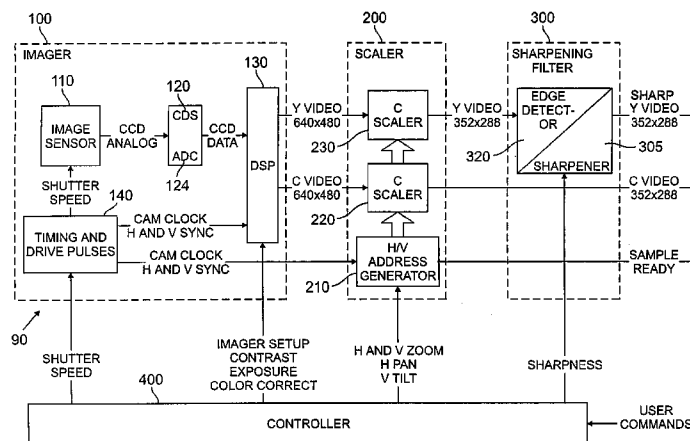 100
200
300
IMAGER
SCALER
SHARPENING
FILTER
110
120
130
IMAGE
SENSOR
CCD
ANALOG
CDS
ADC
124
CCD
DATA
DSP
Y VIDEO
640x480
C
SCALER
230
Y VIDEO
352x288
EDGE
DETECT-
OR
320
SHARPENER
305
SHARP
Y VIDEO
352x288
SHUTTER
SPEED
140
C VIDEO
640x480
C
SCALER
220
C VIDEO
352x288
TIMING AND
DRIVE PULSES
CAM CLOCK
H AND V SYNC
CAM CLOCK
H AND V SYNC
H/V
ADDRESS
GENERATOR
210
SAMPLE
READY
90
SHUTTER
SPEED
IMAGER SETUP
CONTRAST
EXPOSURE
COLOR CORRECT
H AND V ZOOM
H PAN
V TILT
SHARPNESS
400
CONTROLLER
USER
COMMANDS